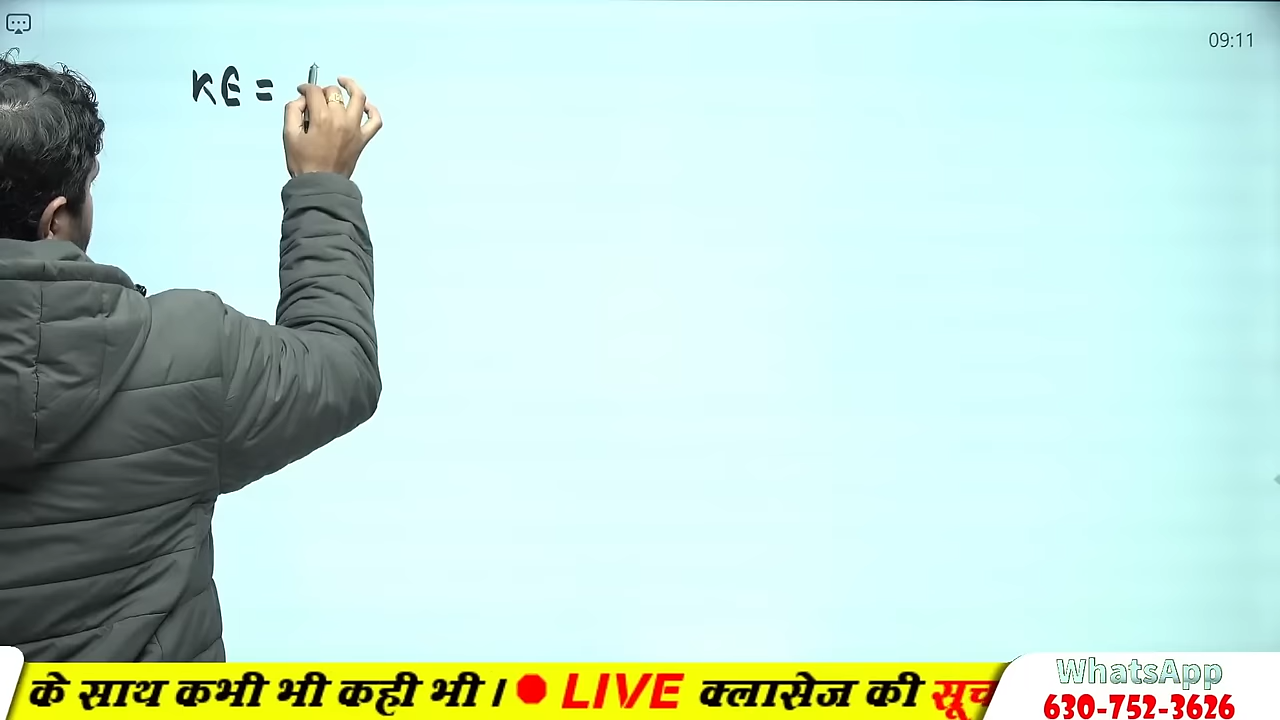 09:11
KE =
के साथ कभी भी कही भी । LIVE क्लासेज की सूच
WhatsApp
630-752-3626